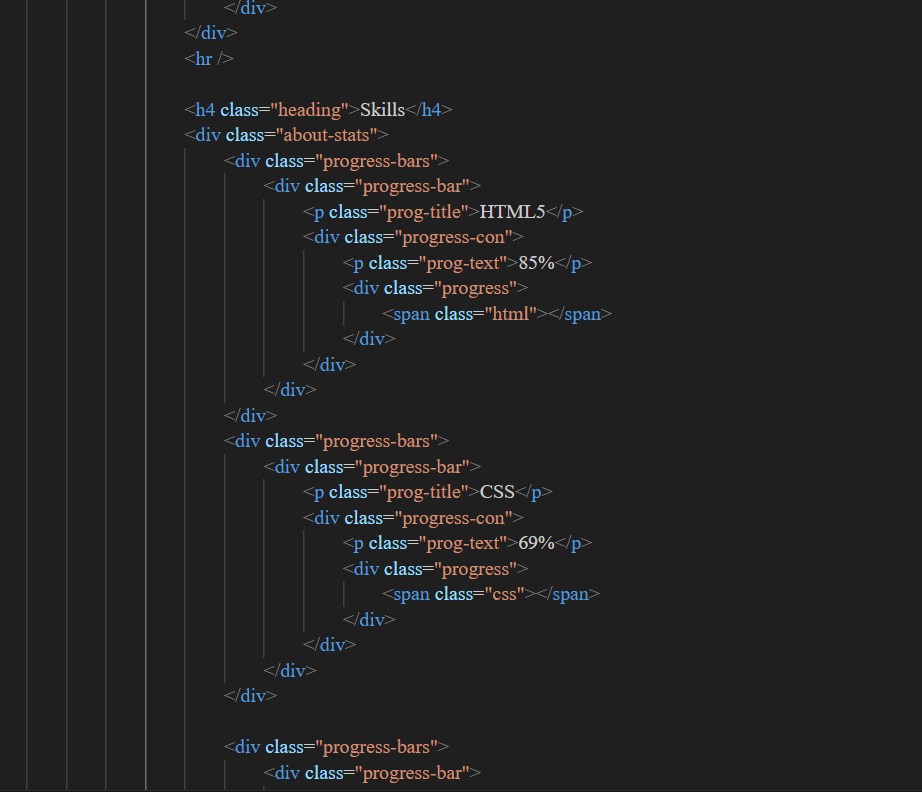 </div>
</div>
<hr />
<h4 class="heading">Skills</h4>
<div class="about-stats">
<div class="progress-bars">
<div class="progress-bar">
<p class="prog-title">HTML5</p>
<div class="progress-con">
<p class="prog-text">85%</p>
<div class="progress">
<span class="html"></span>
</div>
</div>
</div>
</div>
<div class="progress-bars">
<div class="progress-bar">
<p class="prog-title">CSS</p>
<div class="progress-con">
<p class="prog-text">69%</p>
<div class="progress">
<span class="css"></span>
</div>
</div>
</div>
</div>
<div class="progress-bars">
<div class="progress-bar">